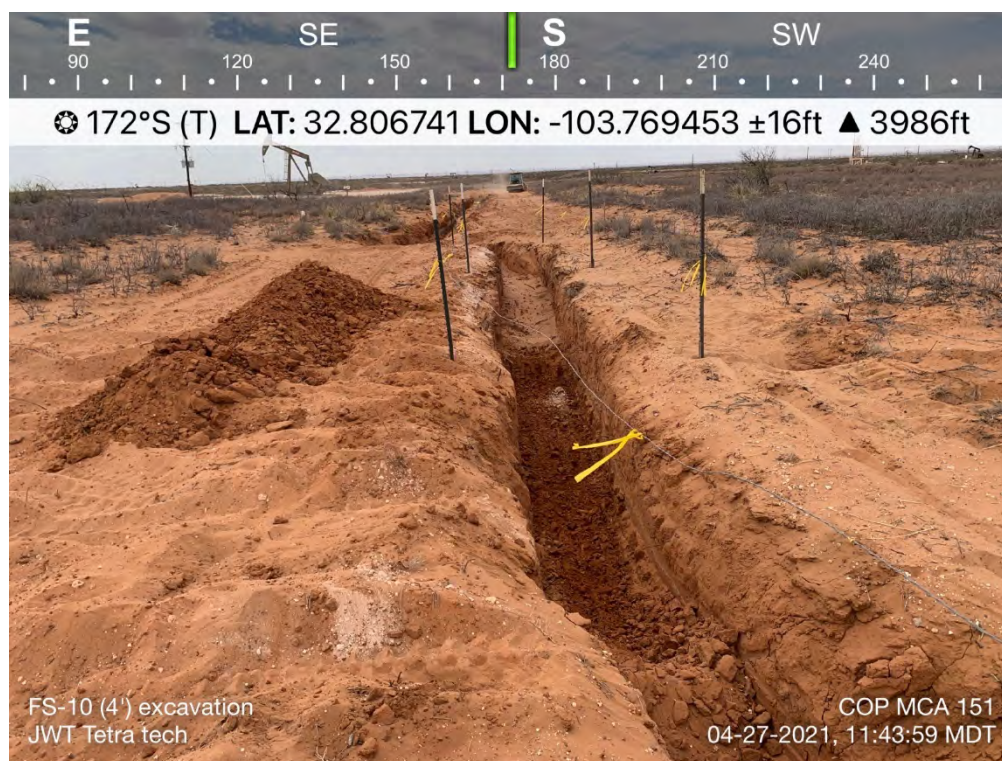 E SE S SW
90 120 150 180 210 240
172°S (T) LAT: 32.806741 LON: -103.769453 ±16ft ▲ 3986ft
FS-10 (4') excavation
JWT Tetra tech
COP MCA 151
04-27-2021, 11:43:59 MDT